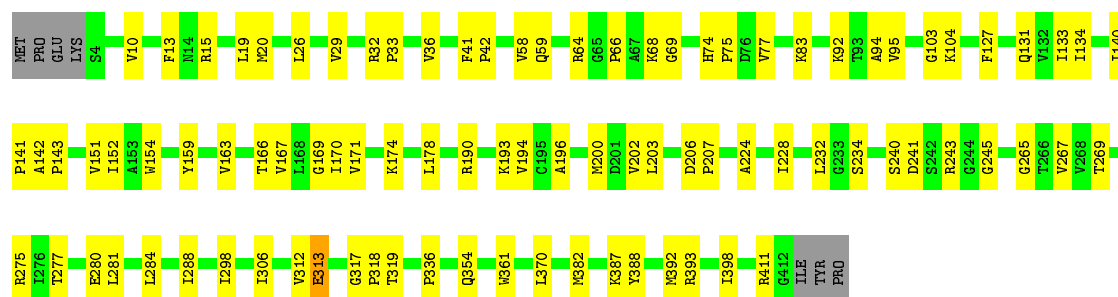 MET PRO GLU LYS S4 V10 F13 N14 R15 L19 M20 L26 V29 R32 P33 V36 F41 P42 V58 Q59 R64 G65 P66 A67 K68 G69 H74 P75 D76 V77 K83 K92 T93 A94 V95 G103 K104 F127 Q131 V132 I133 I134 I140
P141 A142 P143 V151 I152 A153 W154 Y159 V163 T166 V167 L168 G169 I170 V171 K174 L178 R190 K193 V194 C195 A196 M200 D201 V202 L203 D206 P207 A224 I228 L232 G233 S234 S240 D241 S242 R243 G244 G245 G265 T266 V267 V268 T269
R275 I276 T277 E280 L281 L284 I288 I298 I306 V312 E313 G317 P318 T319 P336 Q354 W361 L370 M382 K387 Y388 M392 R393 I398 R411 G412 ILE TYR PRO